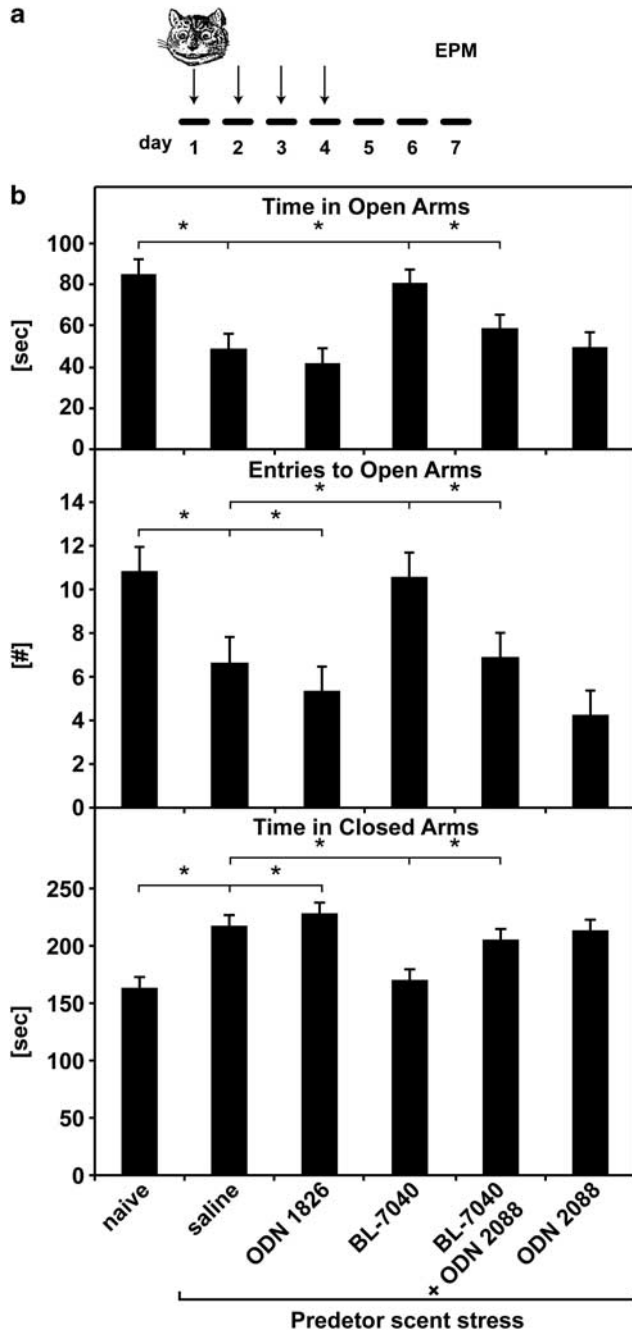 a
EPM
day 1 2 3 4 5 6 7
b
Time in Open Arms
* * *
[sec]
100
80
60
40
20
0
Entries to Open Arms
*
* * *
[#]
14
12
10
8
6
4
2
0
Time in Closed Arms
* *
* *
[sec]
250
200
150
100
50
0
naive
saline
ODN 1826
BL-7040
BL-7040
+ ODN 2088
ODN 2088
Predetor scent stress